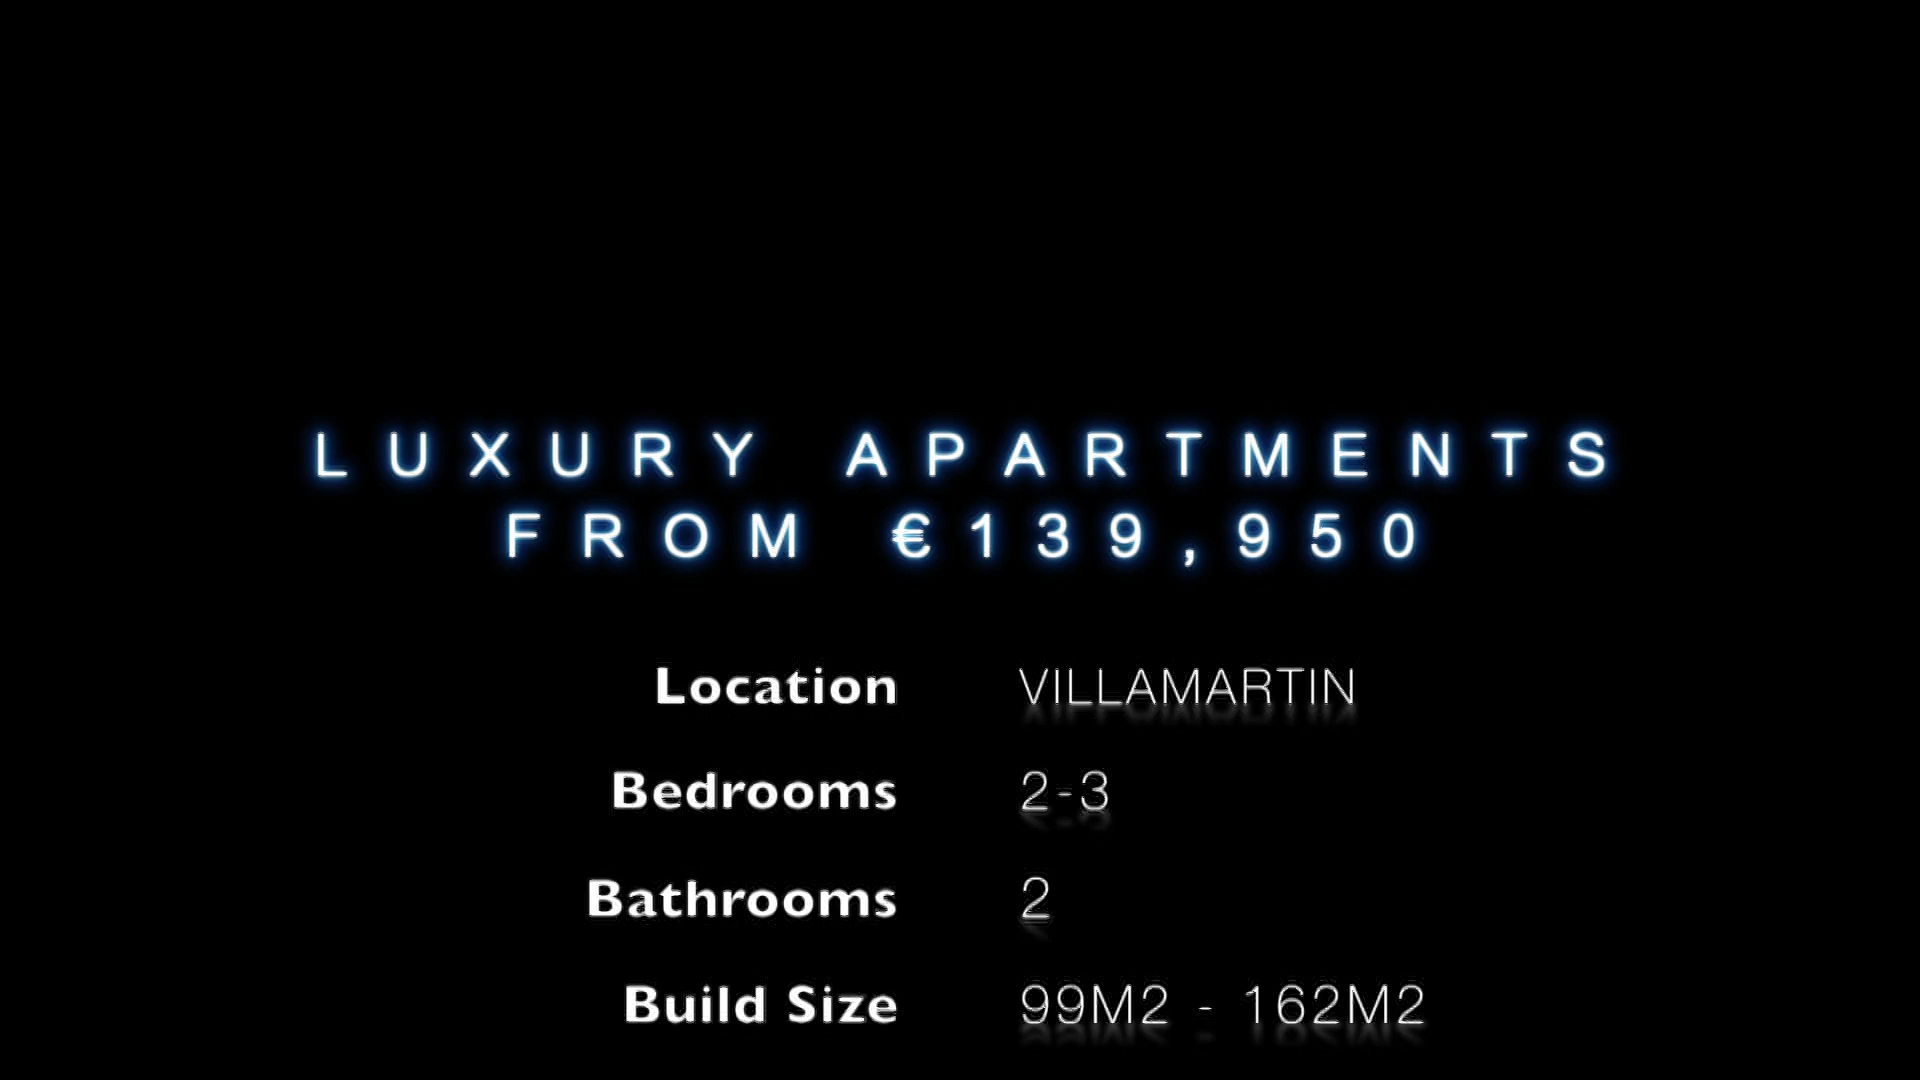 LUXURY APARTMENTS
FROM €139,950
Location VILLAMARTIN
Bedrooms 2-3
Bathrooms 2
Build Size 99M2 - 162M2